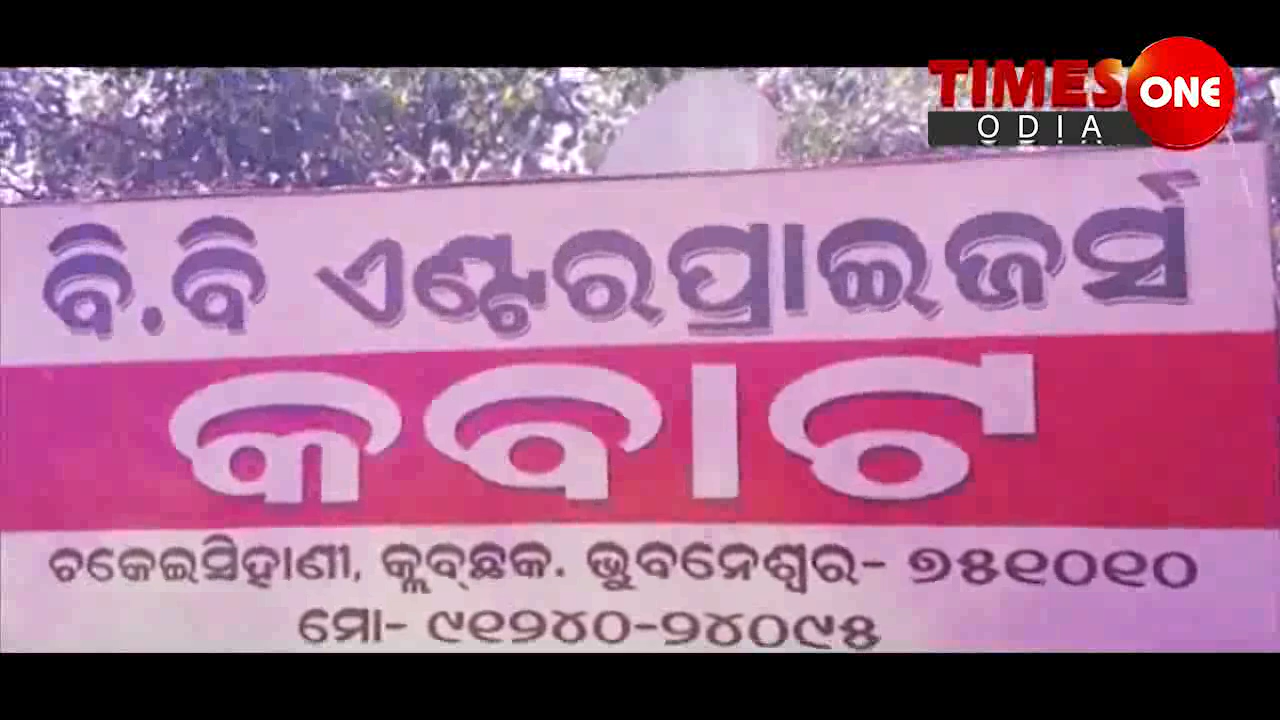 TIMES ONE
ODIA
ବି.ବି ଏଣ୍ଟରପ୍ରାଇଜର୍ସ
କବାଟ
ଚକେଇସିହାଣୀ, କ୍ଲବ୍‌ଛକ. ଭୁବନେଶ୍ୱର- ୭୫୧୦୧୦
ମୋ- ୯୧୨୪୦-୨୪୦୯୫